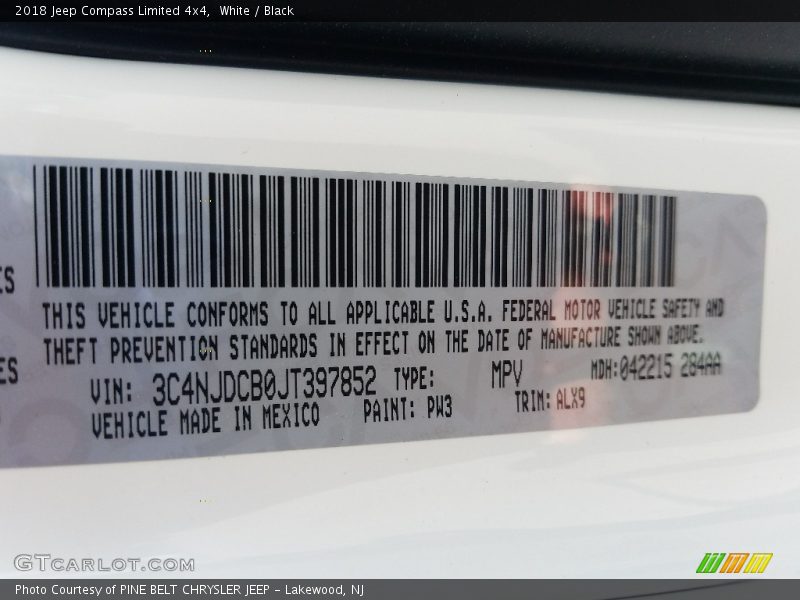 2018 Jeep Compass Limited 4x4, White / Black
ES
ES
THIS VEHICLE CONFORMS TO ALL APPLICABLE U.S.A. FEDERAL MOTOR VEHICLE SAFETY AND
THEFT PREVENTION STANDARDS IN EFFECT ON THE DATE OF MANUFACTURE SHOWN ABOVE.
VIN: 3C4NJDCB0JT397852 TYPE: MPV MDH:042215 284AA
VEHICLE MADE IN MEXICO PAINT: PW3 TRIM: ALX9
GTCARLOT.COM
Photo Courtesy of PINE BELT CHRYSLER JEEP - Lakewood, NJ